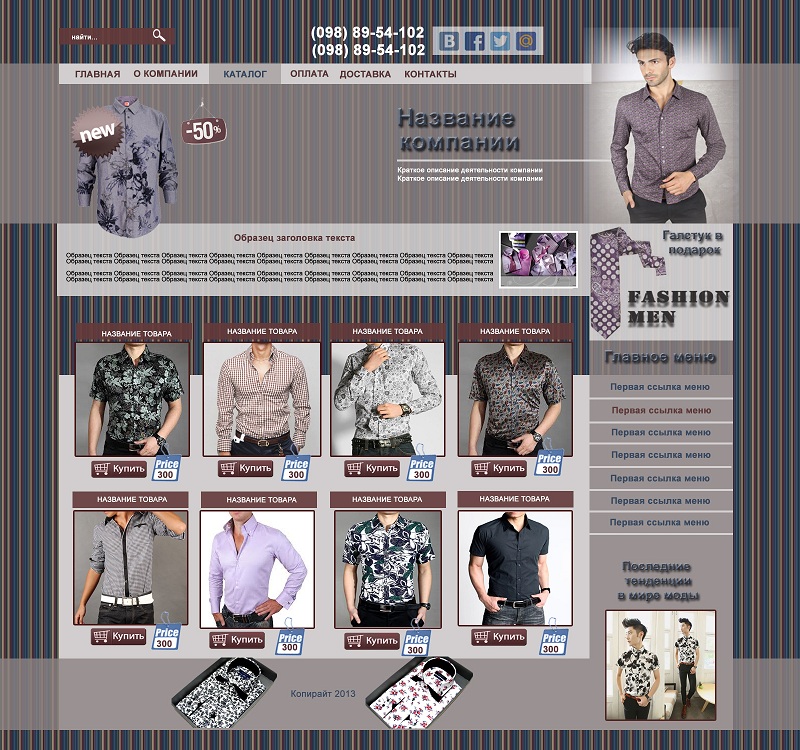 найти...
(098) 89-54-102
(098) 89-54-102
B f @
ГЛАВНАЯ О КОМПАНИИ КАТАЛОГ ОПЛАТА ДОСТАВКА КОНТАКТЫ
new
-50%
Название
компании
Краткое описание деятельности компании
Краткое описание деятельности компании
Образец заголовка текста
Образец текста Образец текста Образец текста Образец текста Образец текста Образец текста Образец текста Образец текста Образец текста
Образец текста Образец текста Образец текста Образец текста Образец текста Образец текста Образец текста Образец текста Образец текста
Образец текста Образец текста Образец текста Образец текста Образец текста Образец текста Образец текста Образец текста Образец текста
Образец текста Образец текста Образец текста Образец текста Образец текста Образец текста Образец текста Образец текста Образец текста
Галстук в
подарок
FASHION
MEN
НАЗВАНИЕ ТОВАРА НАЗВАНИЕ ТОВАРА НАЗВАНИЕ ТОВАРА НАЗВАНИЕ ТОВАРА
Купить Price 300 Купить Price 300 Купить Price 300 Купить Price 300
НАЗВАНИЕ ТОВАРА НАЗВАНИЕ ТОВАРА НАЗВАНИЕ ТОВАРА НАЗВАНИЕ ТОВАРА
Купить Price 300 Купить Price 300 Купить Price 300 Купить Price 300
Главное меню
Первая ссылка меню
Первая ссылка меню
Первая ссылка меню
Первая ссылка меню
Первая ссылка меню
Первая ссылка меню
Первая ссылка меню
Последние
тенденции
в мире моды
Копирайт 2013